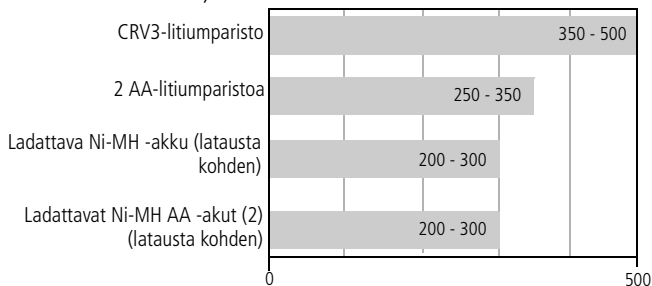 CRV3-litiumparisto
350 - 500
2 AA-litiumparistoa
250 - 350
Ladattava Ni-MH -akku (latausta
kohden)
200 - 300
Ladattavat Ni-MH AA -akut (2)
(latausta kohden)
200 - 300
0
500